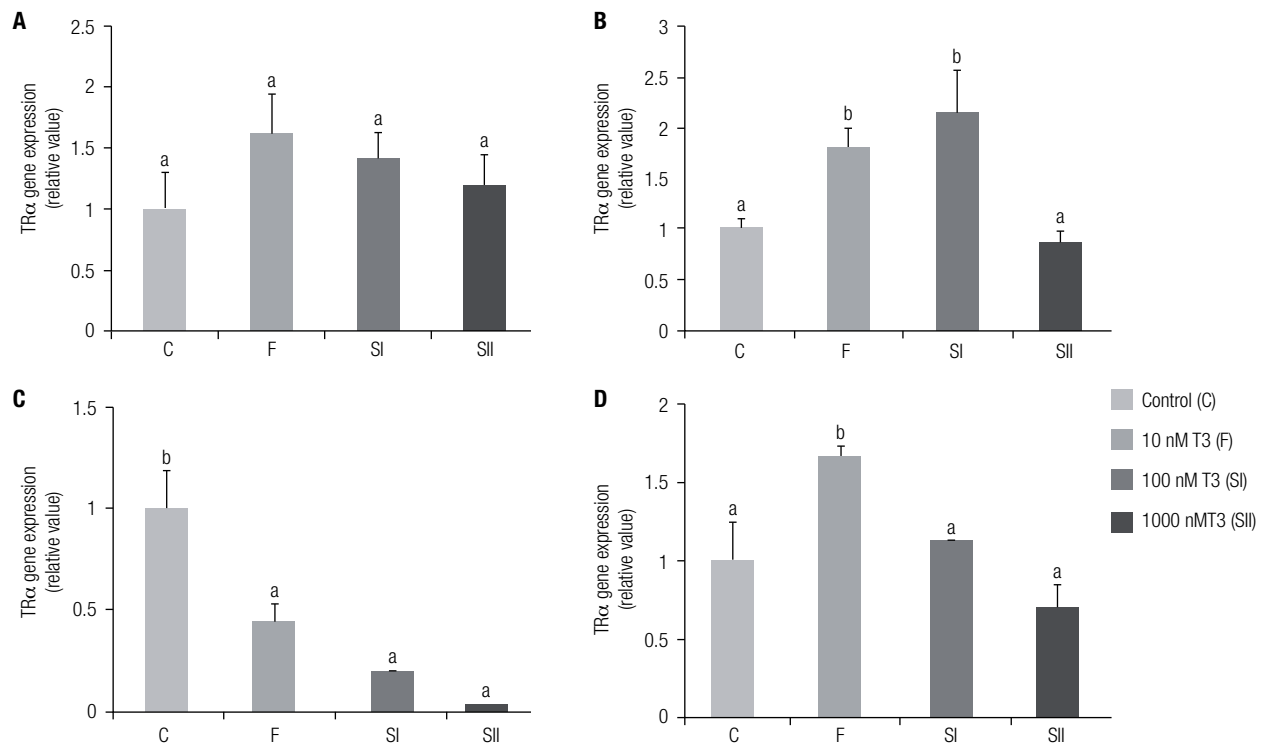 A
TRα gene expression
(relative value)
2.5
2
1.5
1
0.5
0
a
a
a
a
C
F
SI
SII
B
TRα gene expression
(relative value)
3
2.5
2
1.5
1
0.5
0
a
b
b
a
C
F
SI
SII
C
TRα gene expression
(relative value)
1.5
1
0.5
0
b
a
a
a
C
F
SI
SII
D
TRα gene expression
(relative value)
2
1.5
1
0.5
0
a
b
a
a
C
F
SI
SII
Control (C)
10 nM T3 (F)
100 nM T3 (SI)
1000 nMT3 (SII)